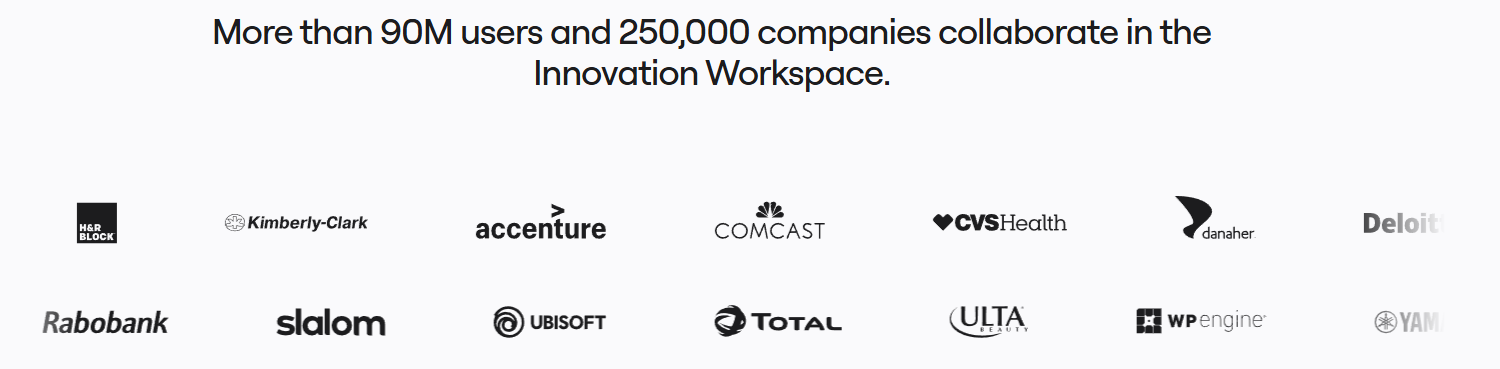 More than 90M users and 250,000 companies collaborate in the
Innovation Workspace.
H&R
BLOCK
Kimberly-Clark
accenture
COMCAST
CVSHealth
danaher
Deloit
Rabobank
slalom
UBISOFT
TOTAL
ULTA
BEAUTY
WP engine
YAM